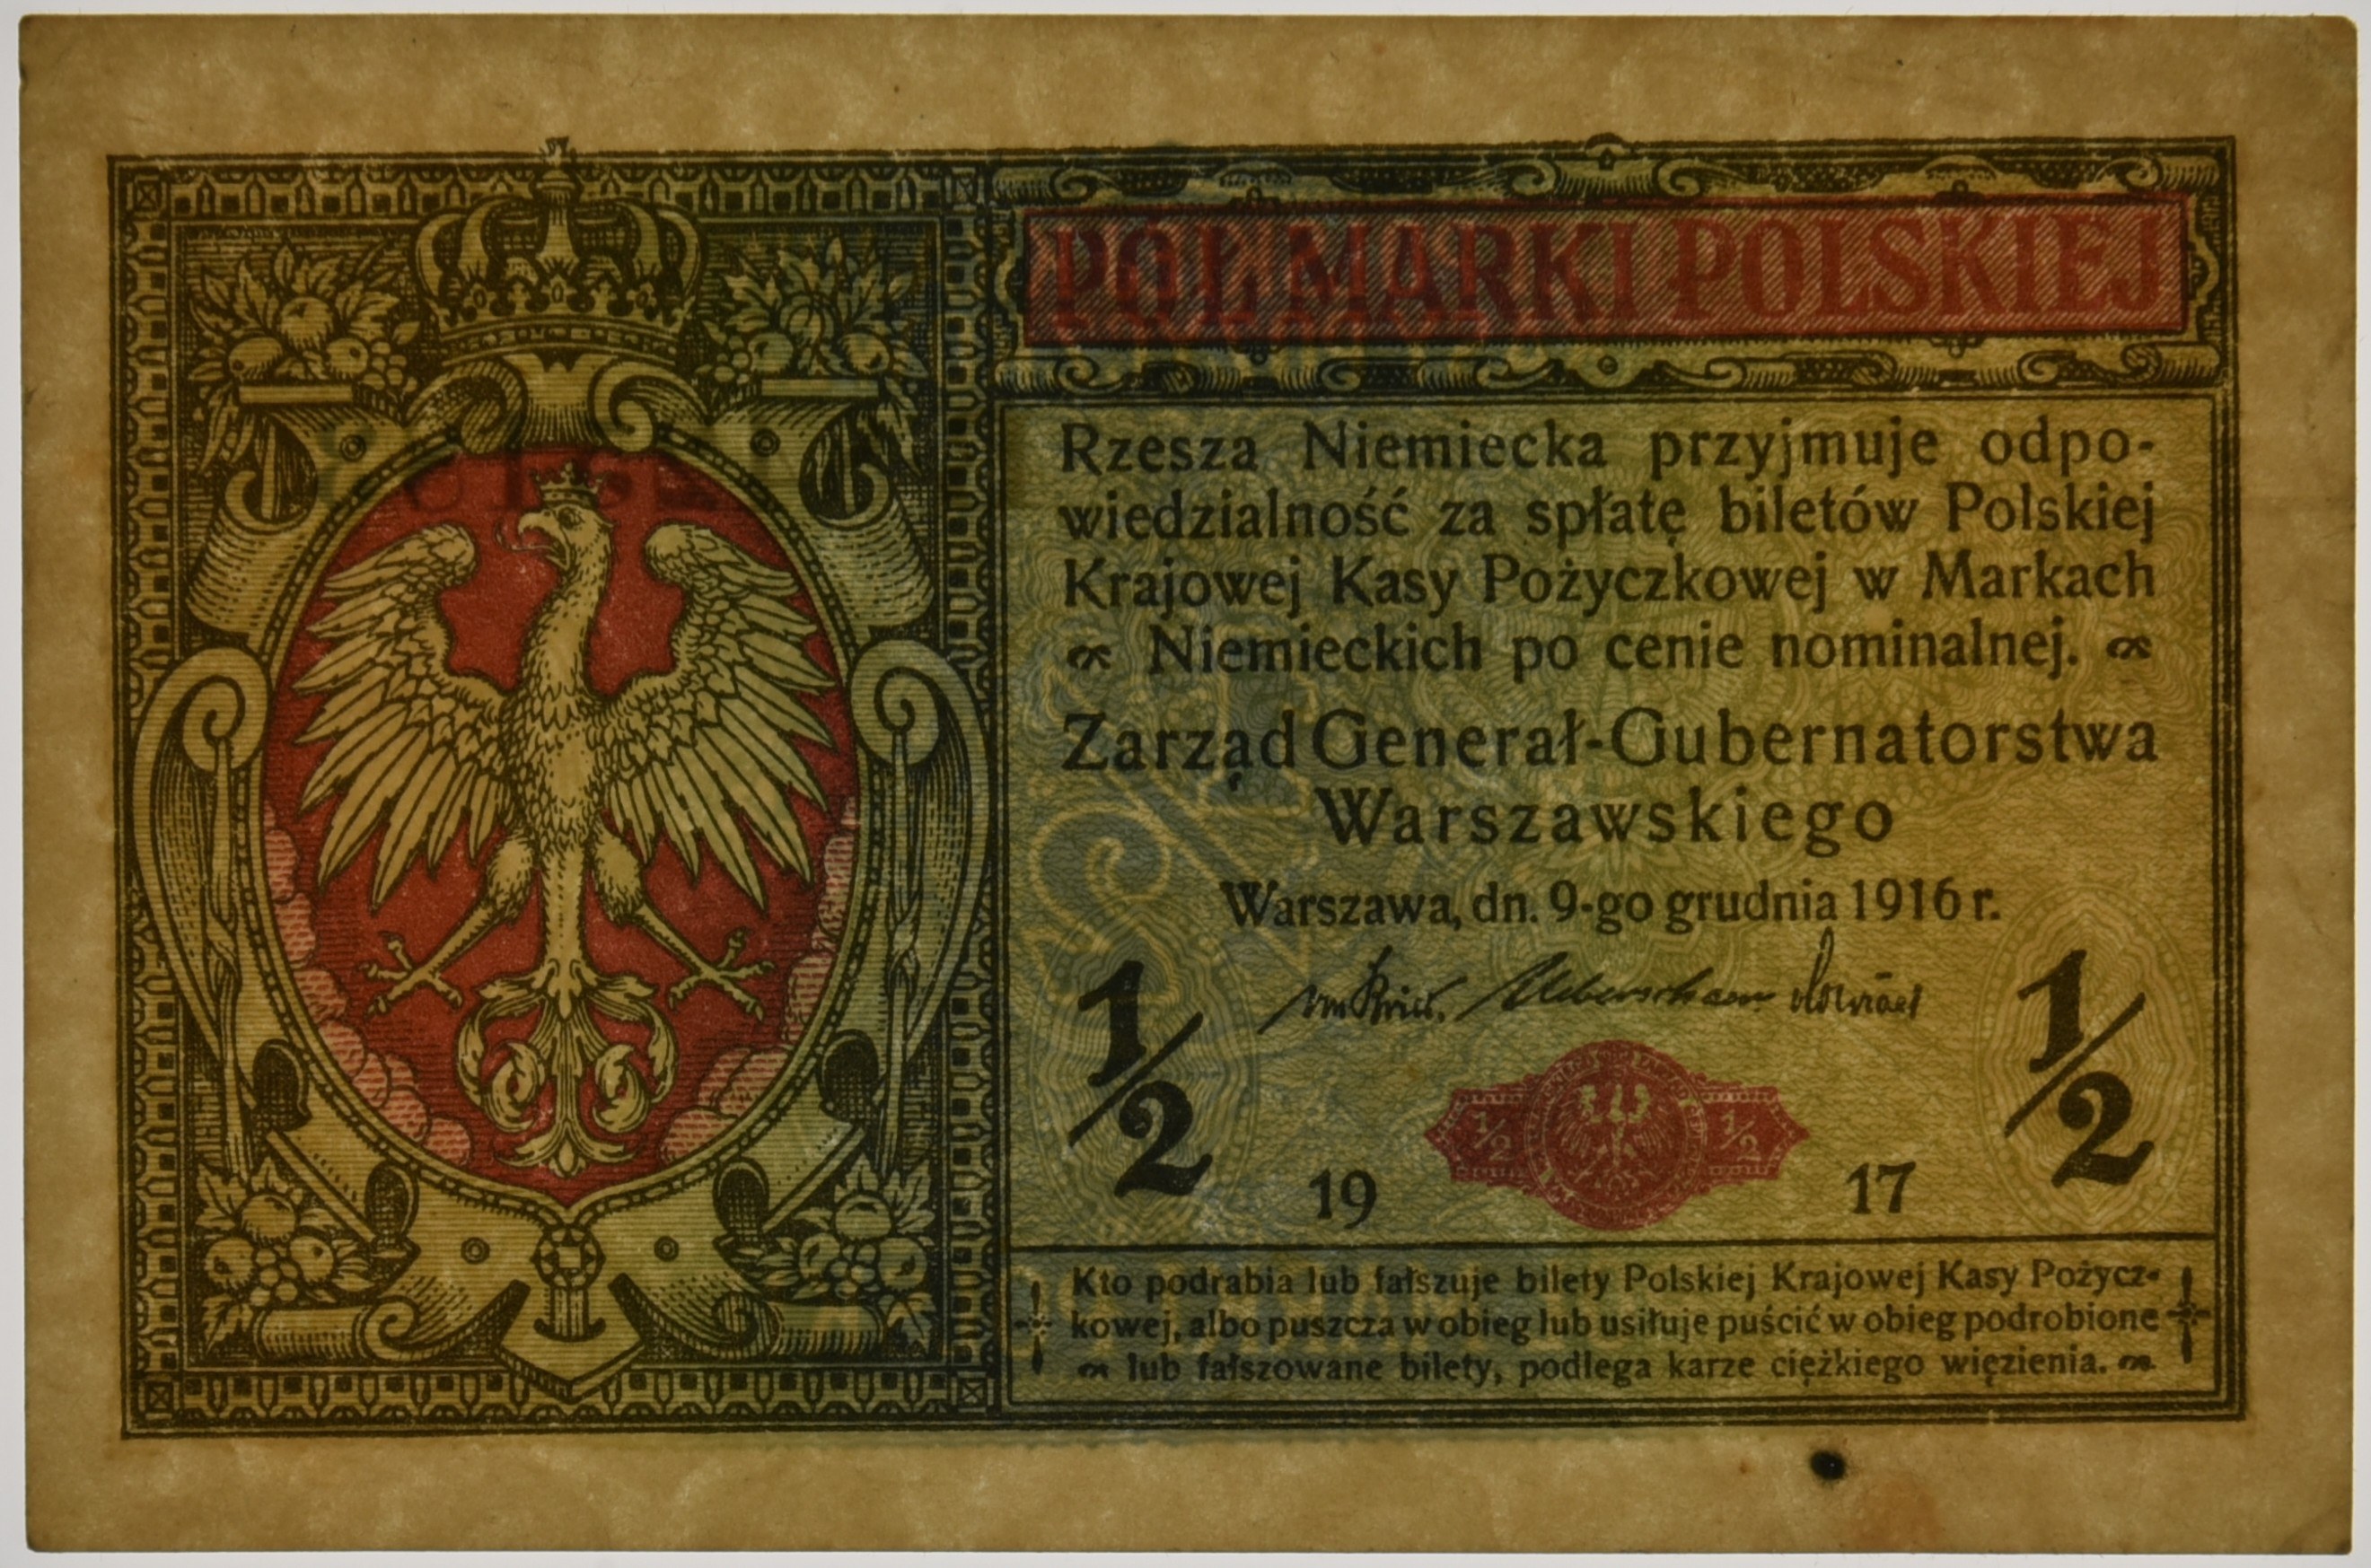 PÓŁ MARKI POLSKIEJ
Rzesza Niemiecka przyjmuje odpo-
wiedzialność za spłatę biletów Polskiej
Krajowej Kasy Pożyczkowej w Markach
Niemieckich po cenie nominalnej.
Zarząd Generał-Gubernatorstwa
Warszawskiego
Warszawa, dn. 9-go grudnia 1916 r.
1/2 1/2
1/2 1/2
19 17
Kto podrabia lub fałszuje bilety Polskiej Krajowej Kasy Pożycz-
kowej, albo puszcza w obieg lub usiłuje puścić w obieg podrobione
lub fałszowane bilety, podlega karze ciężkiego więzienia.